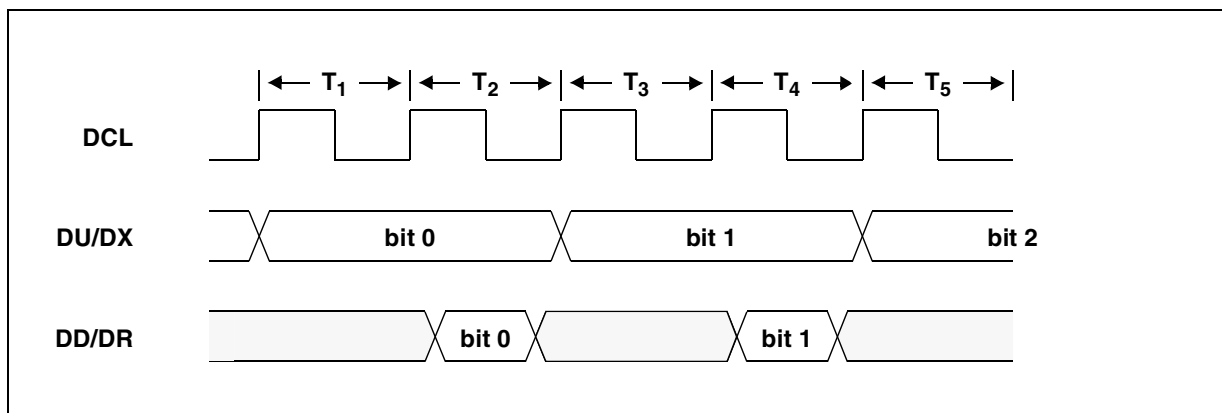 T1 T2 T3 T4 T5
DCL
DU/DX bit 0 bit 1 bit 2
DD/DR bit 0 bit 1